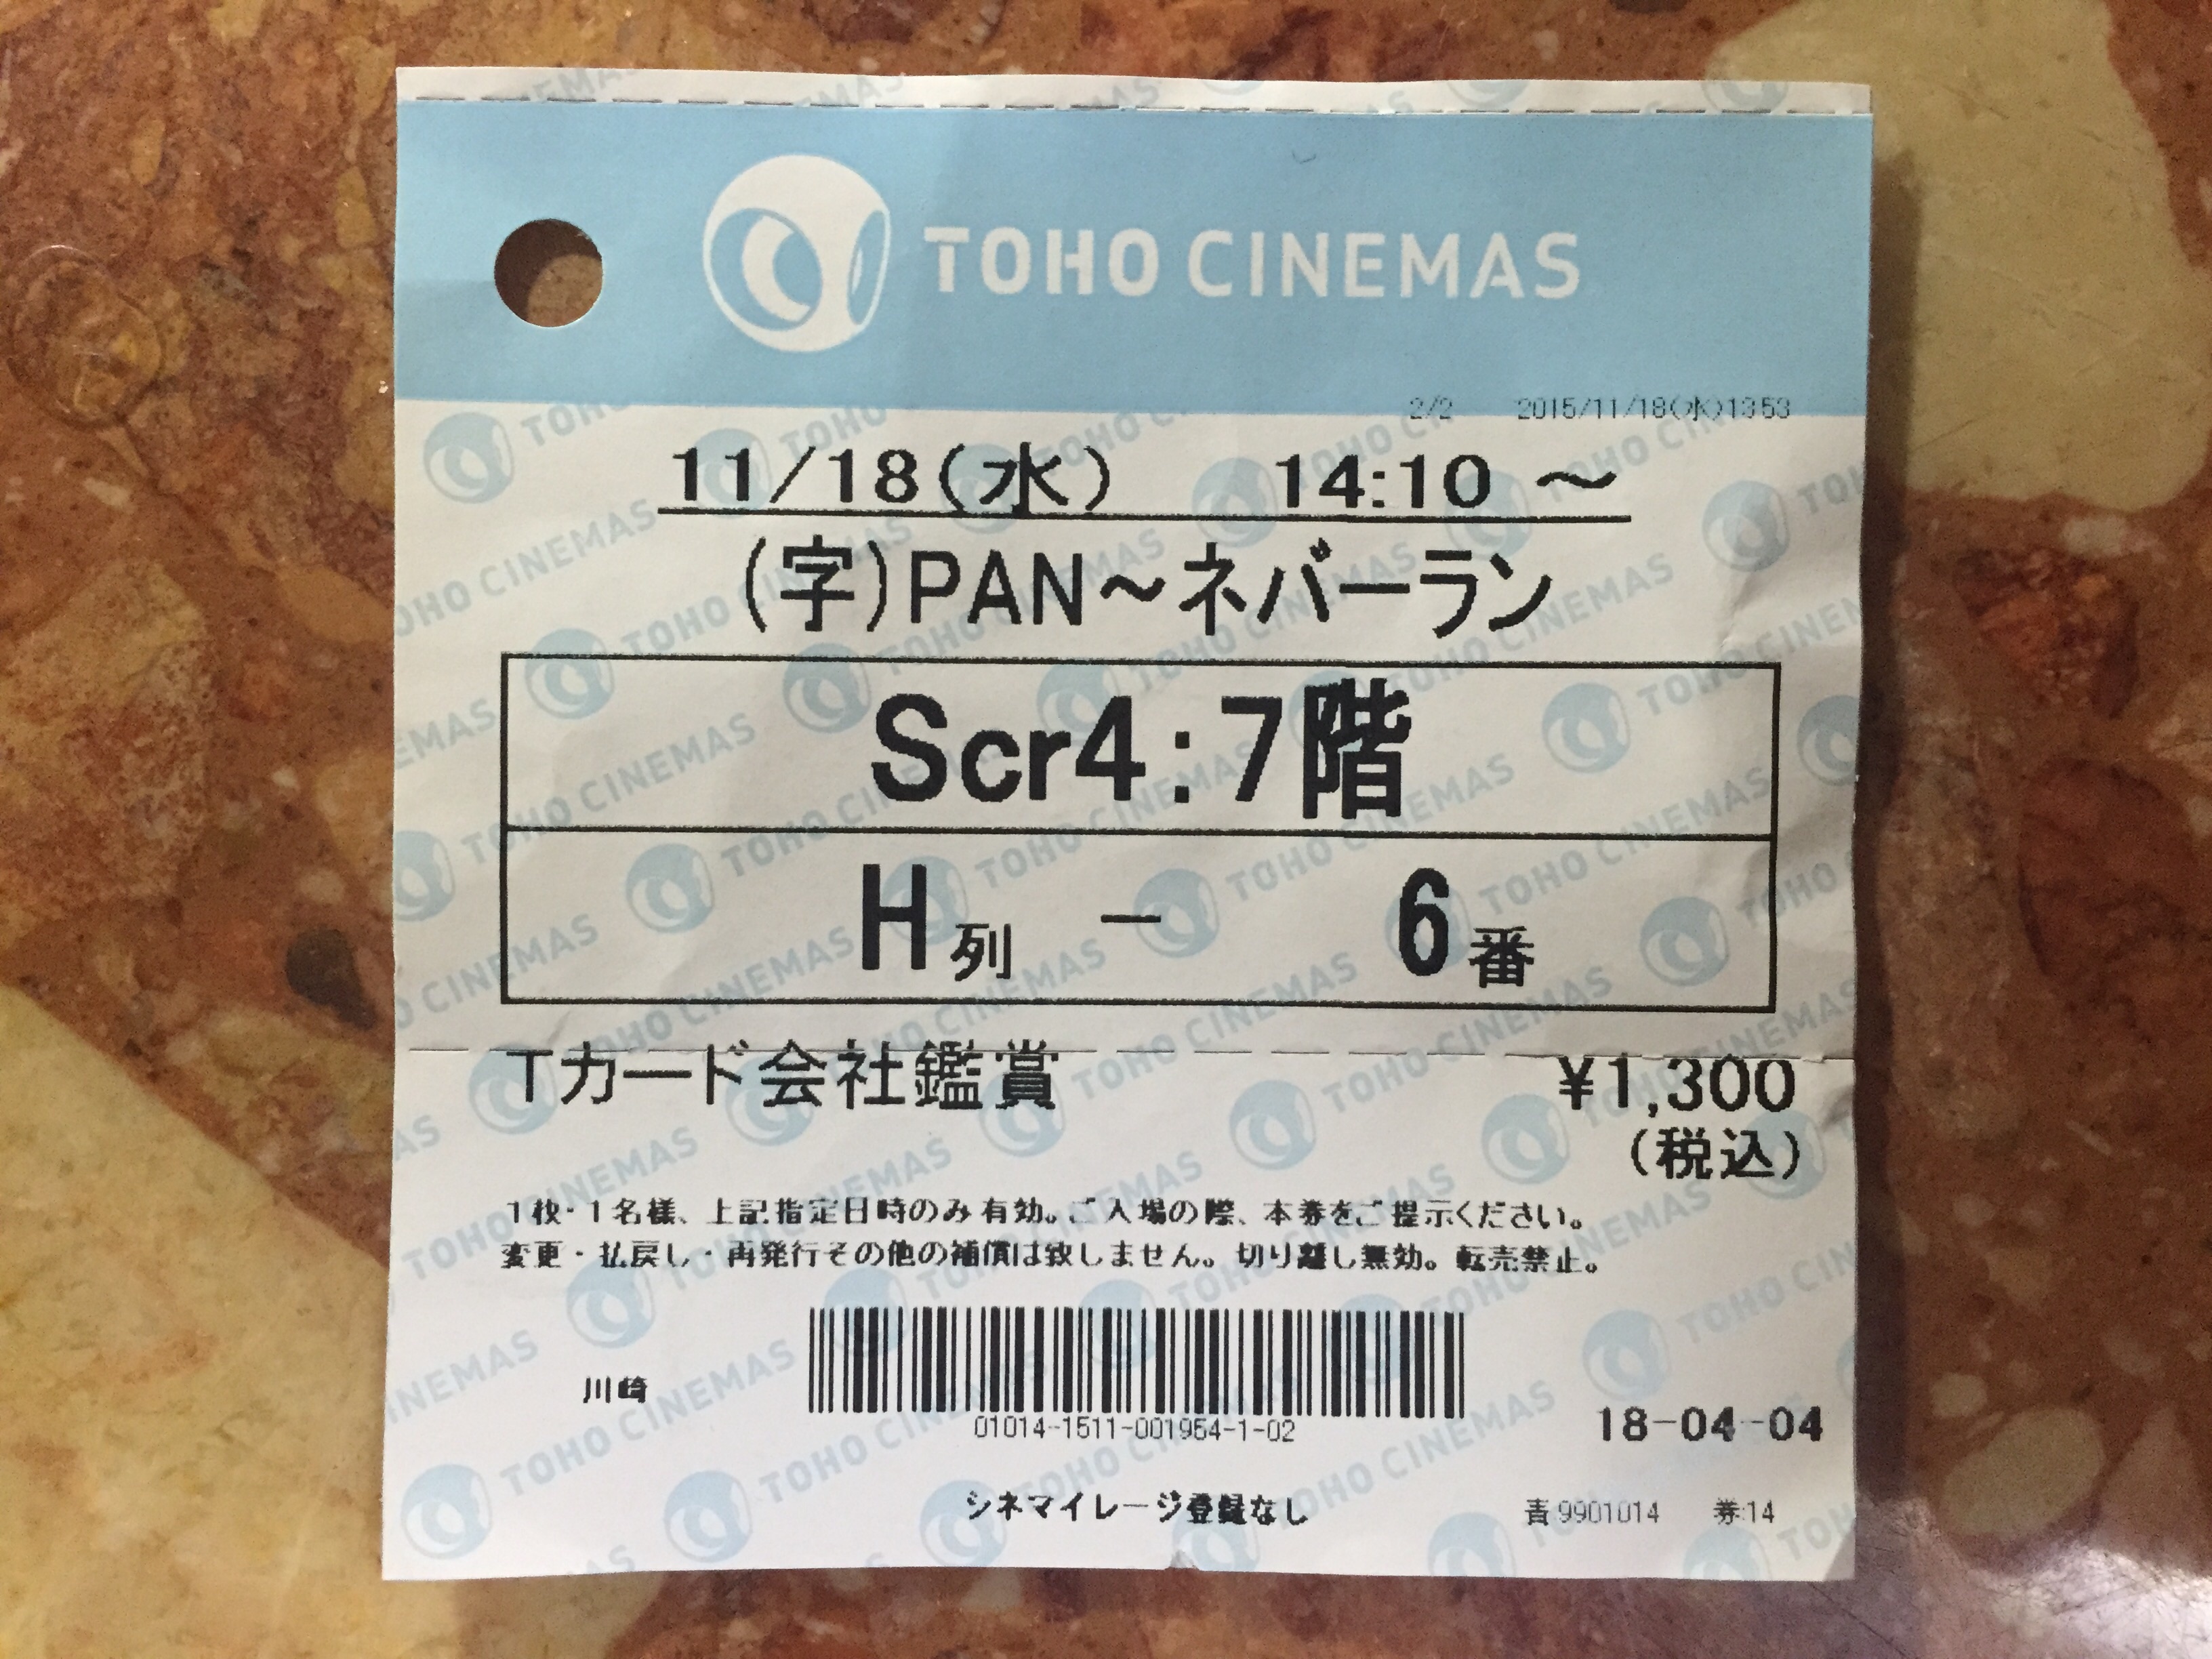 TOHO CINEMAS
2/2 2015/11/18(水)13:53
11/18(水) 14:10 ～
(字)PAN～ネバーラン
Scr4:7階
H列 － 6番
Tカード会社鑑賞 ¥1,300
(税込)
1枚・1名様、上記指定日時のみ有効。ご入場の際、本券をご提示ください。
変更・払戻し・再発行その他の補償は致しません。切り離し無効。転売禁止。
川崎
01014-1511-001954-1-02
18-04-04
シネマイレージ登録なし
9901014 券:14